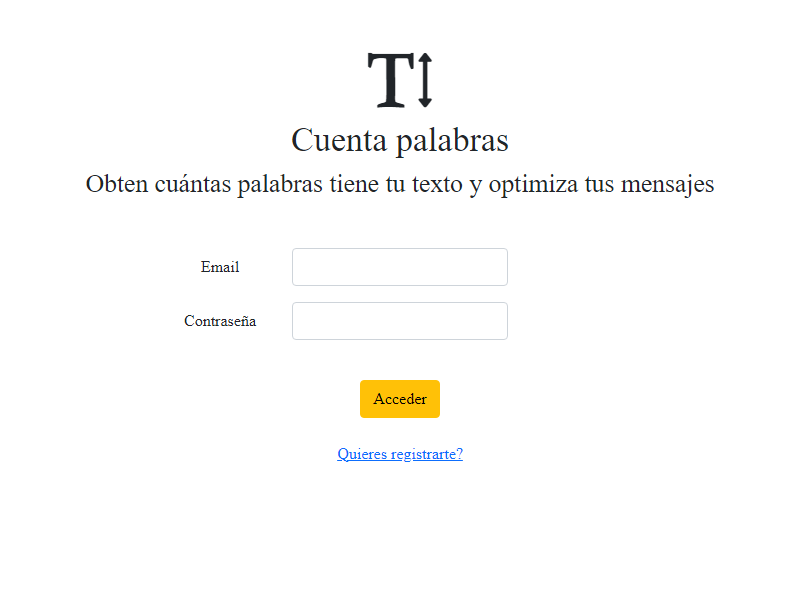 T
Cuenta palabras
Obten cuántas palabras tiene tu texto y optimiza tus mensajes
Email
Contraseña
Acceder
Quieres registrarte?